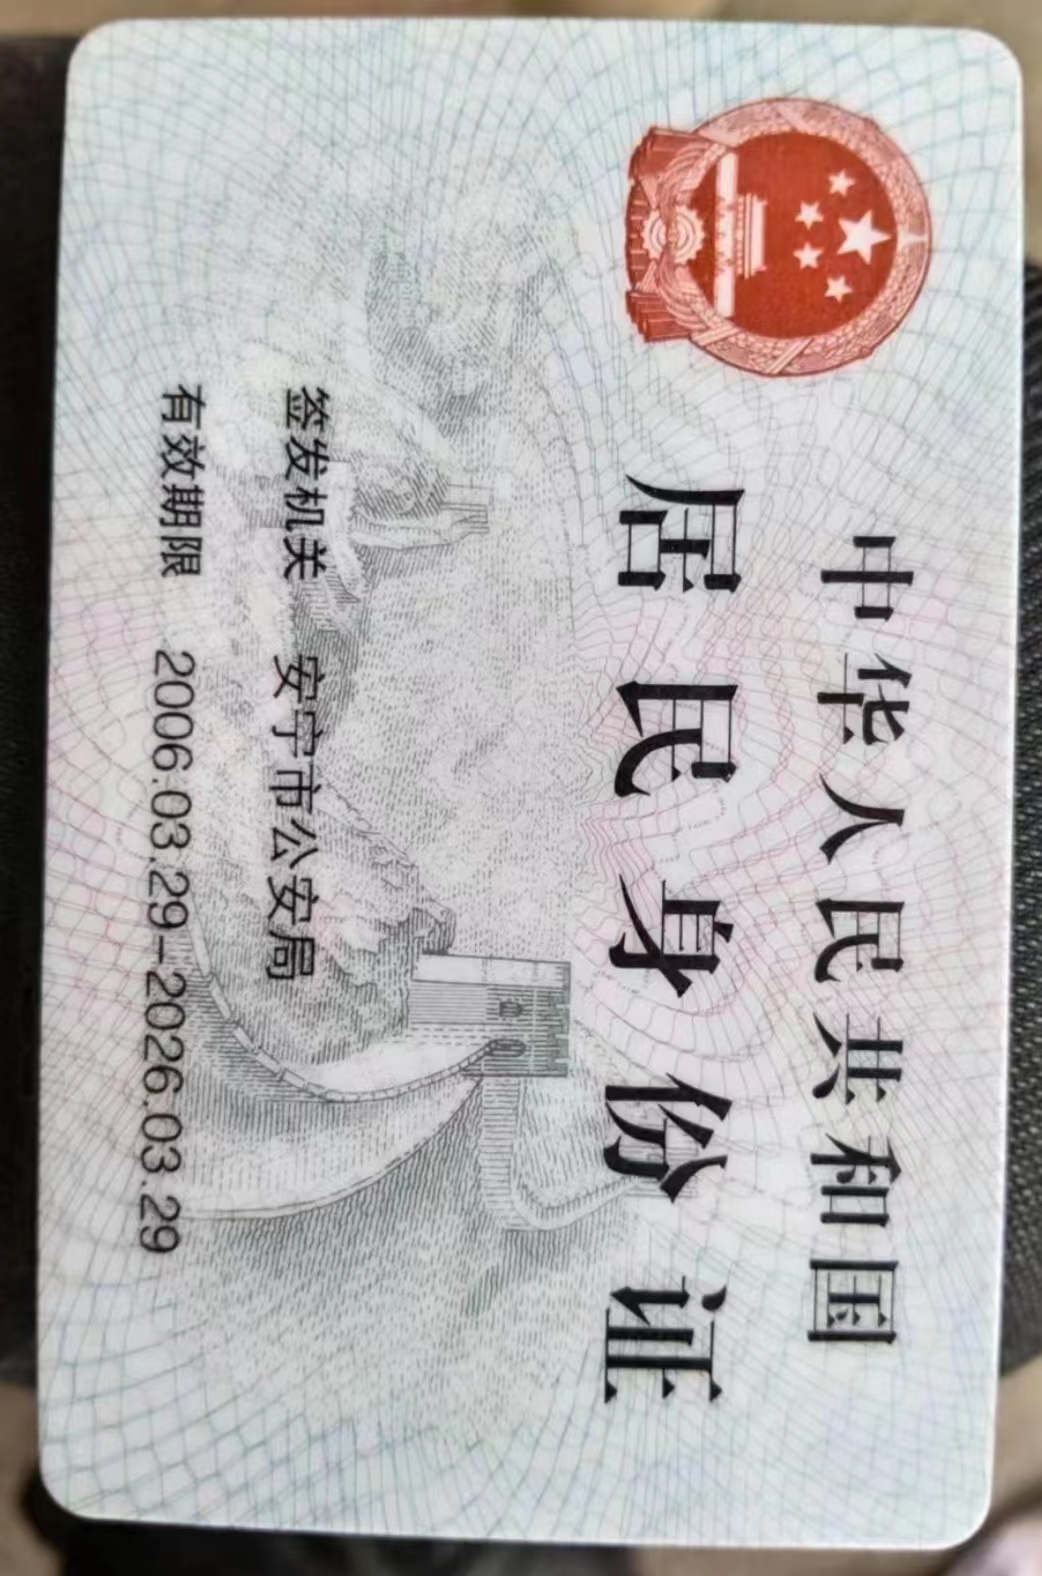 中华人民共和国
居民身份证
签发机关 安宁市公安局
有效期限 2006.03.29-2026.03.29